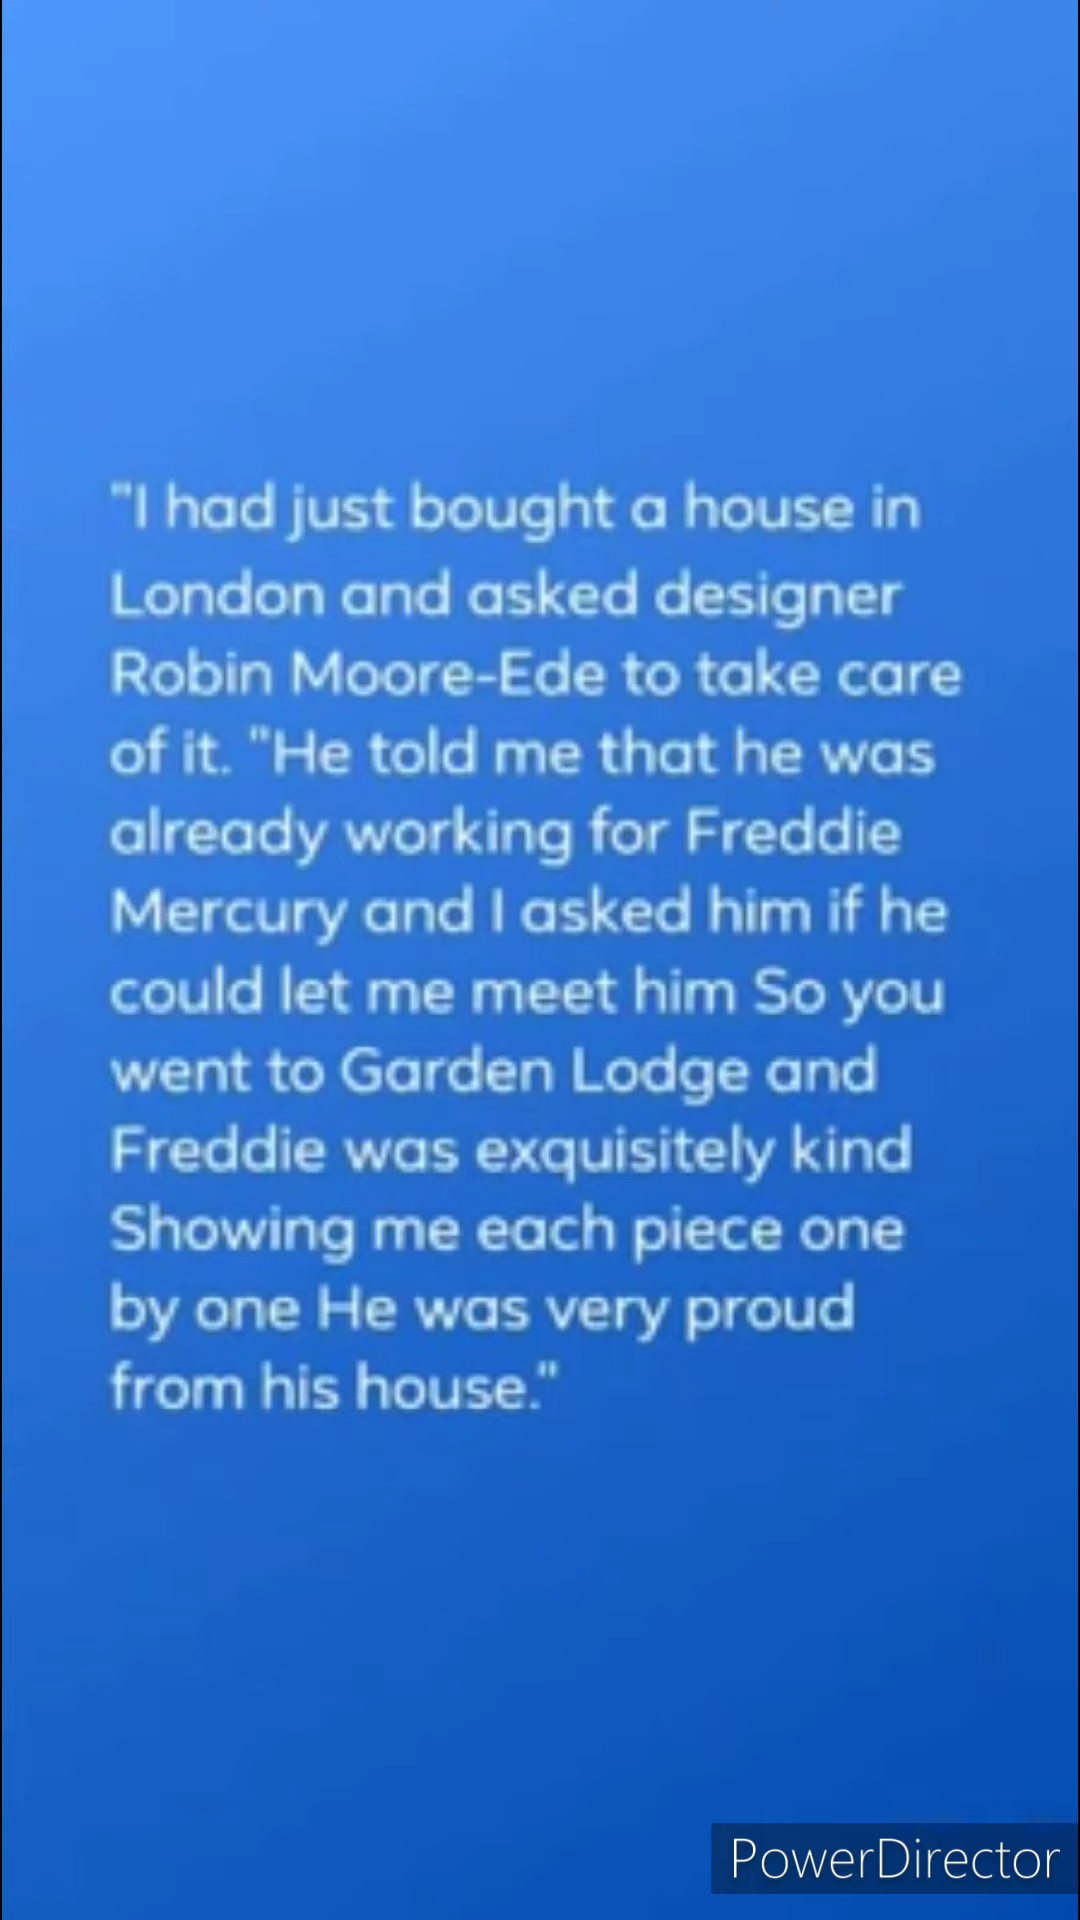 "I had just bought a house in
London and asked designer
Robin Moore-Ede to take care
of it. "He told me that he was
already working for Freddie
Mercury and I asked him if he
could let me meet him So you
went to Garden Lodge and
Freddie was exquisitely kind
Showing me each piece one
by one He was very proud
from his house."
PowerDirector